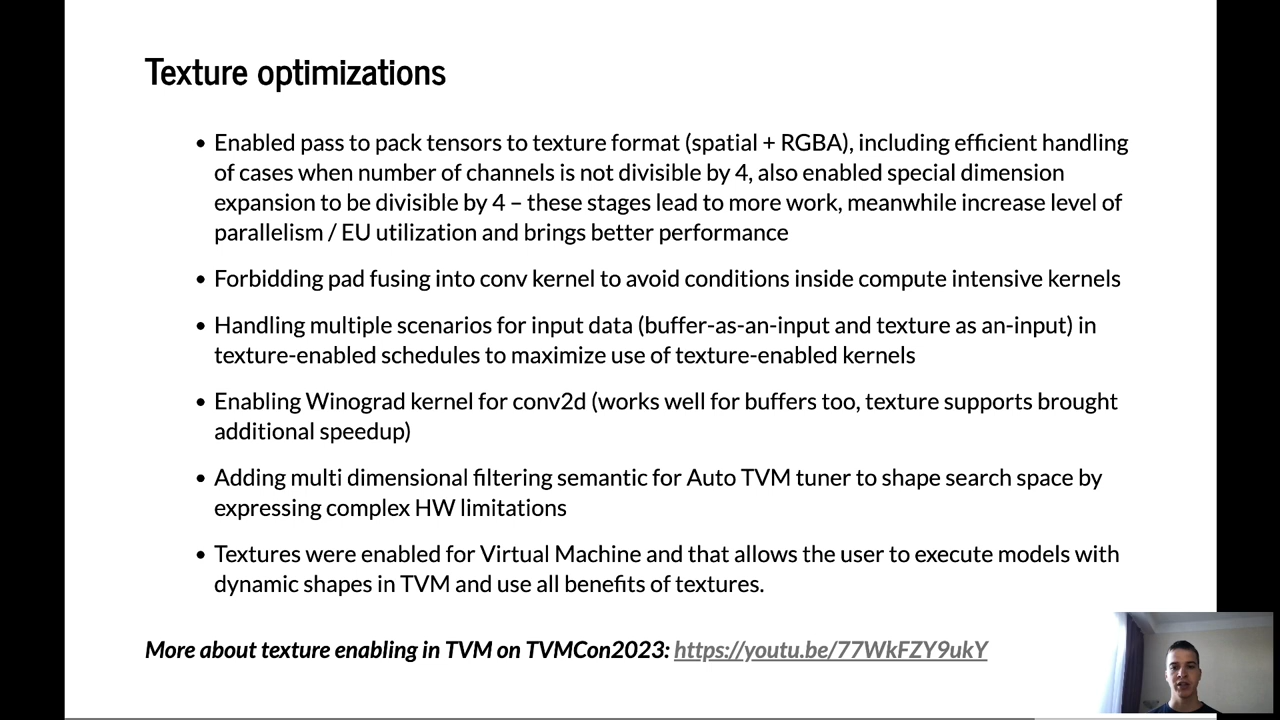 Texture optimizations
• Enabled pass to pack tensors to texture format (spatial + RGBA), including efficient handling
of cases when number of channels is not divisible by 4, also enabled special dimension
expansion to be divisible by 4 – these stages lead to more work, meanwhile increase level of
parallelism / EU utilization and brings better performance
• Forbidding pad fusing into conv kernel to avoid conditions inside compute intensive kernels
• Handling multiple scenarios for input data (buffer-as-an-input and texture as an-input) in
texture-enabled schedules to maximize use of texture-enabled kernels
• Enabling Winograd kernel for conv2d (works well for buffers too, texture supports brought
additional speedup)
• Adding multi dimensional filtering semantic for Auto TVM tuner to shape search space by
expressing complex HW limitations
• Textures were enabled for Virtual Machine and that allows the user to execute models with
dynamic shapes in TVM and use all benefits of textures.
More about texture enabling in TVM on TVMCon2023: https://youtu.be/77WkFZY9ukY